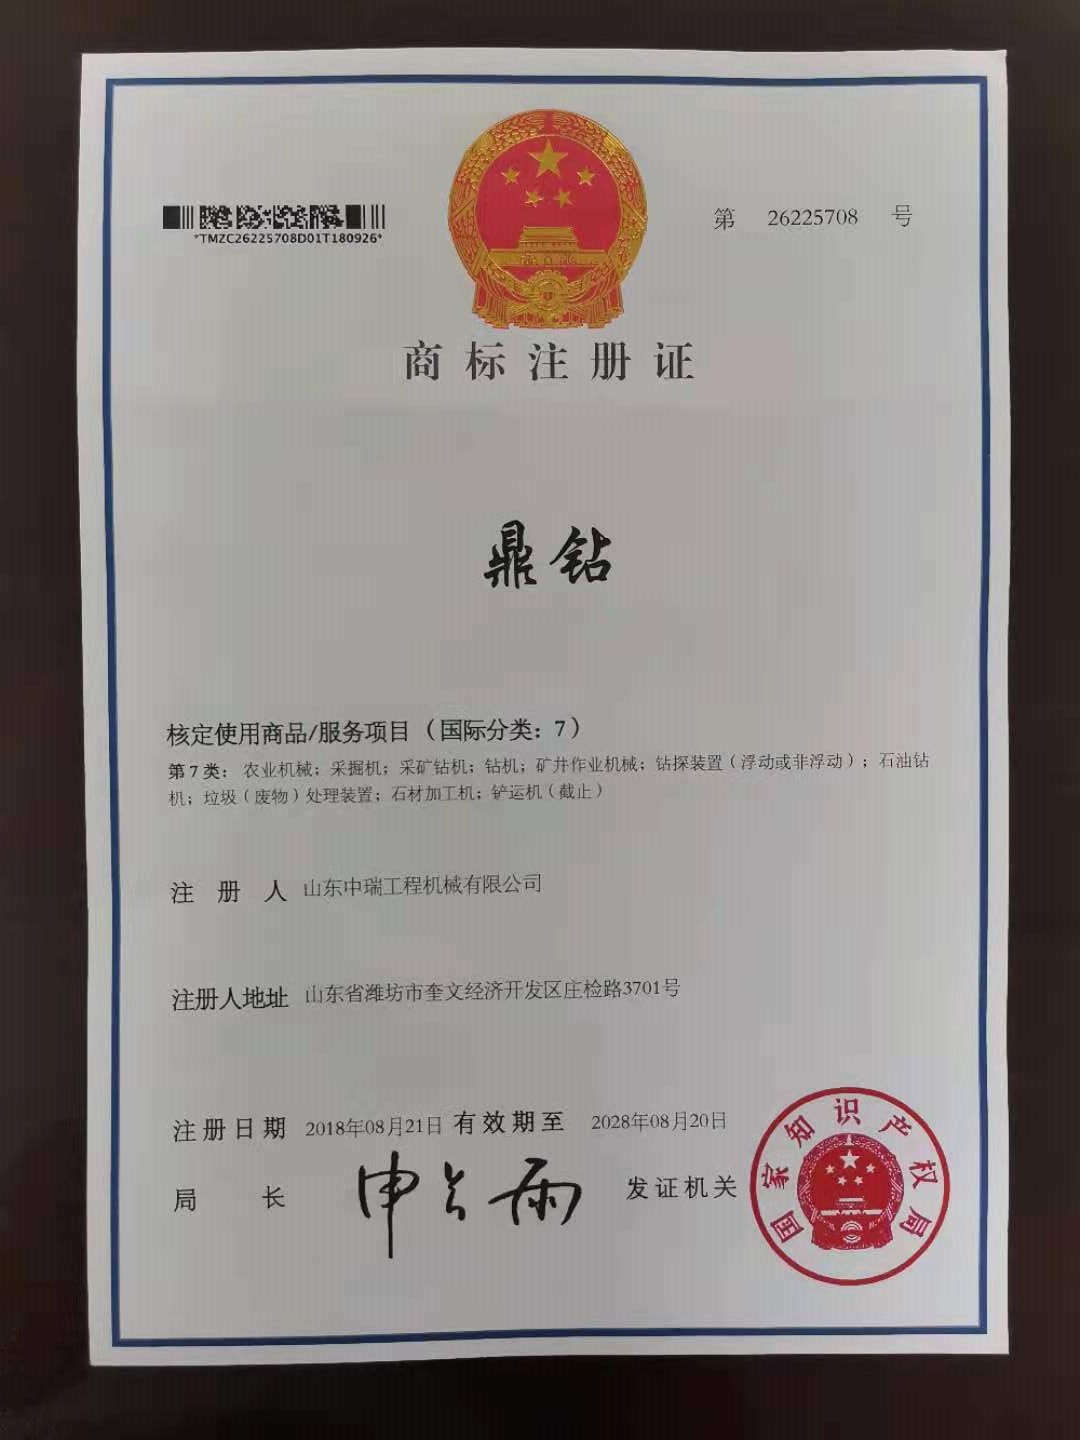 *TMZC26225708D01T180926*
第 26225708 号
商标注册证
鼎钻
核定使用商品/服务项目（国际分类：7）
第7类：农业机械；采掘机；采矿钻机；钻机；矿井作业机械；钻探装置（浮动或非浮动）；石油钻
机；垃圾（废物）处理装置；石材加工机；铲运机（截止）
注册人 山东中瑞工程机械有限公司
注册人地址 山东省潍坊市奎文经济开发区庄检路3701号
注册日期 2018年08月21日 有效期至 2028年08月20日
局长 申长雨 发证机关
国家知识产权局